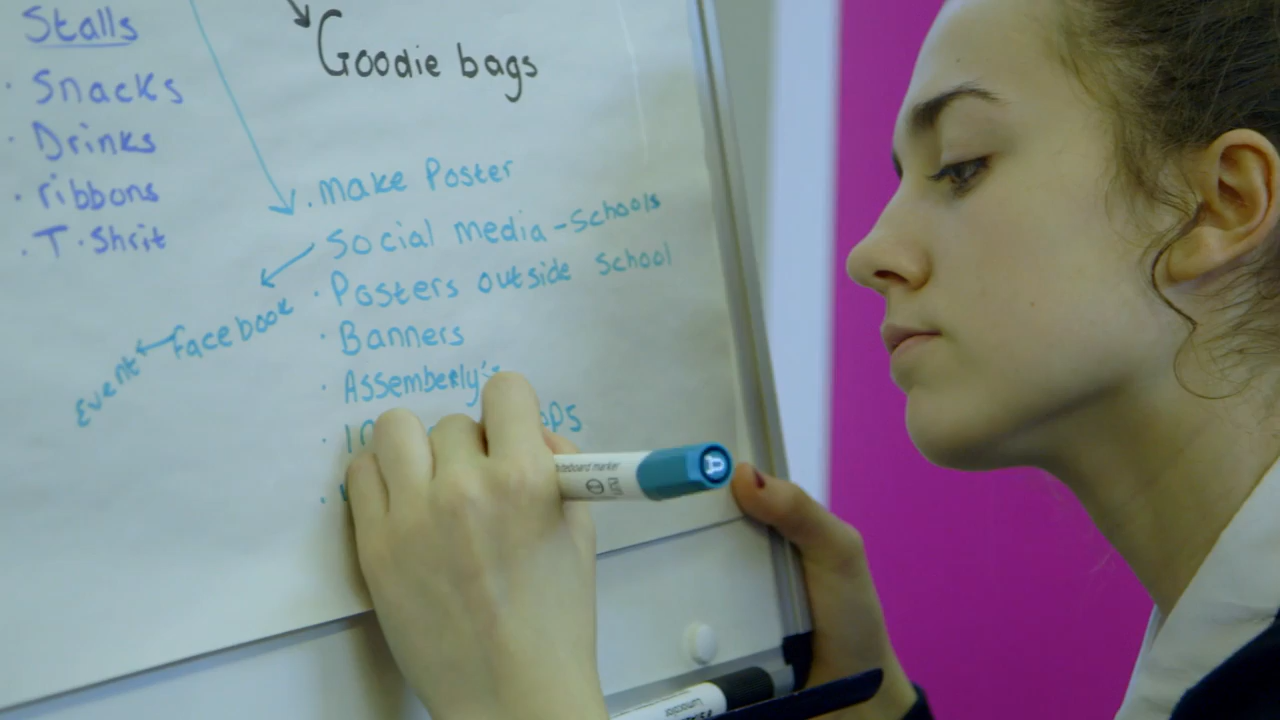 Stalls
· Snacks
· Drinks
· ribbons
· T·Shrit
Goodie bags
· make Poster
Social media - Schools
· Posters outside school
· Banners
· Assemberly's
Facebook
Event